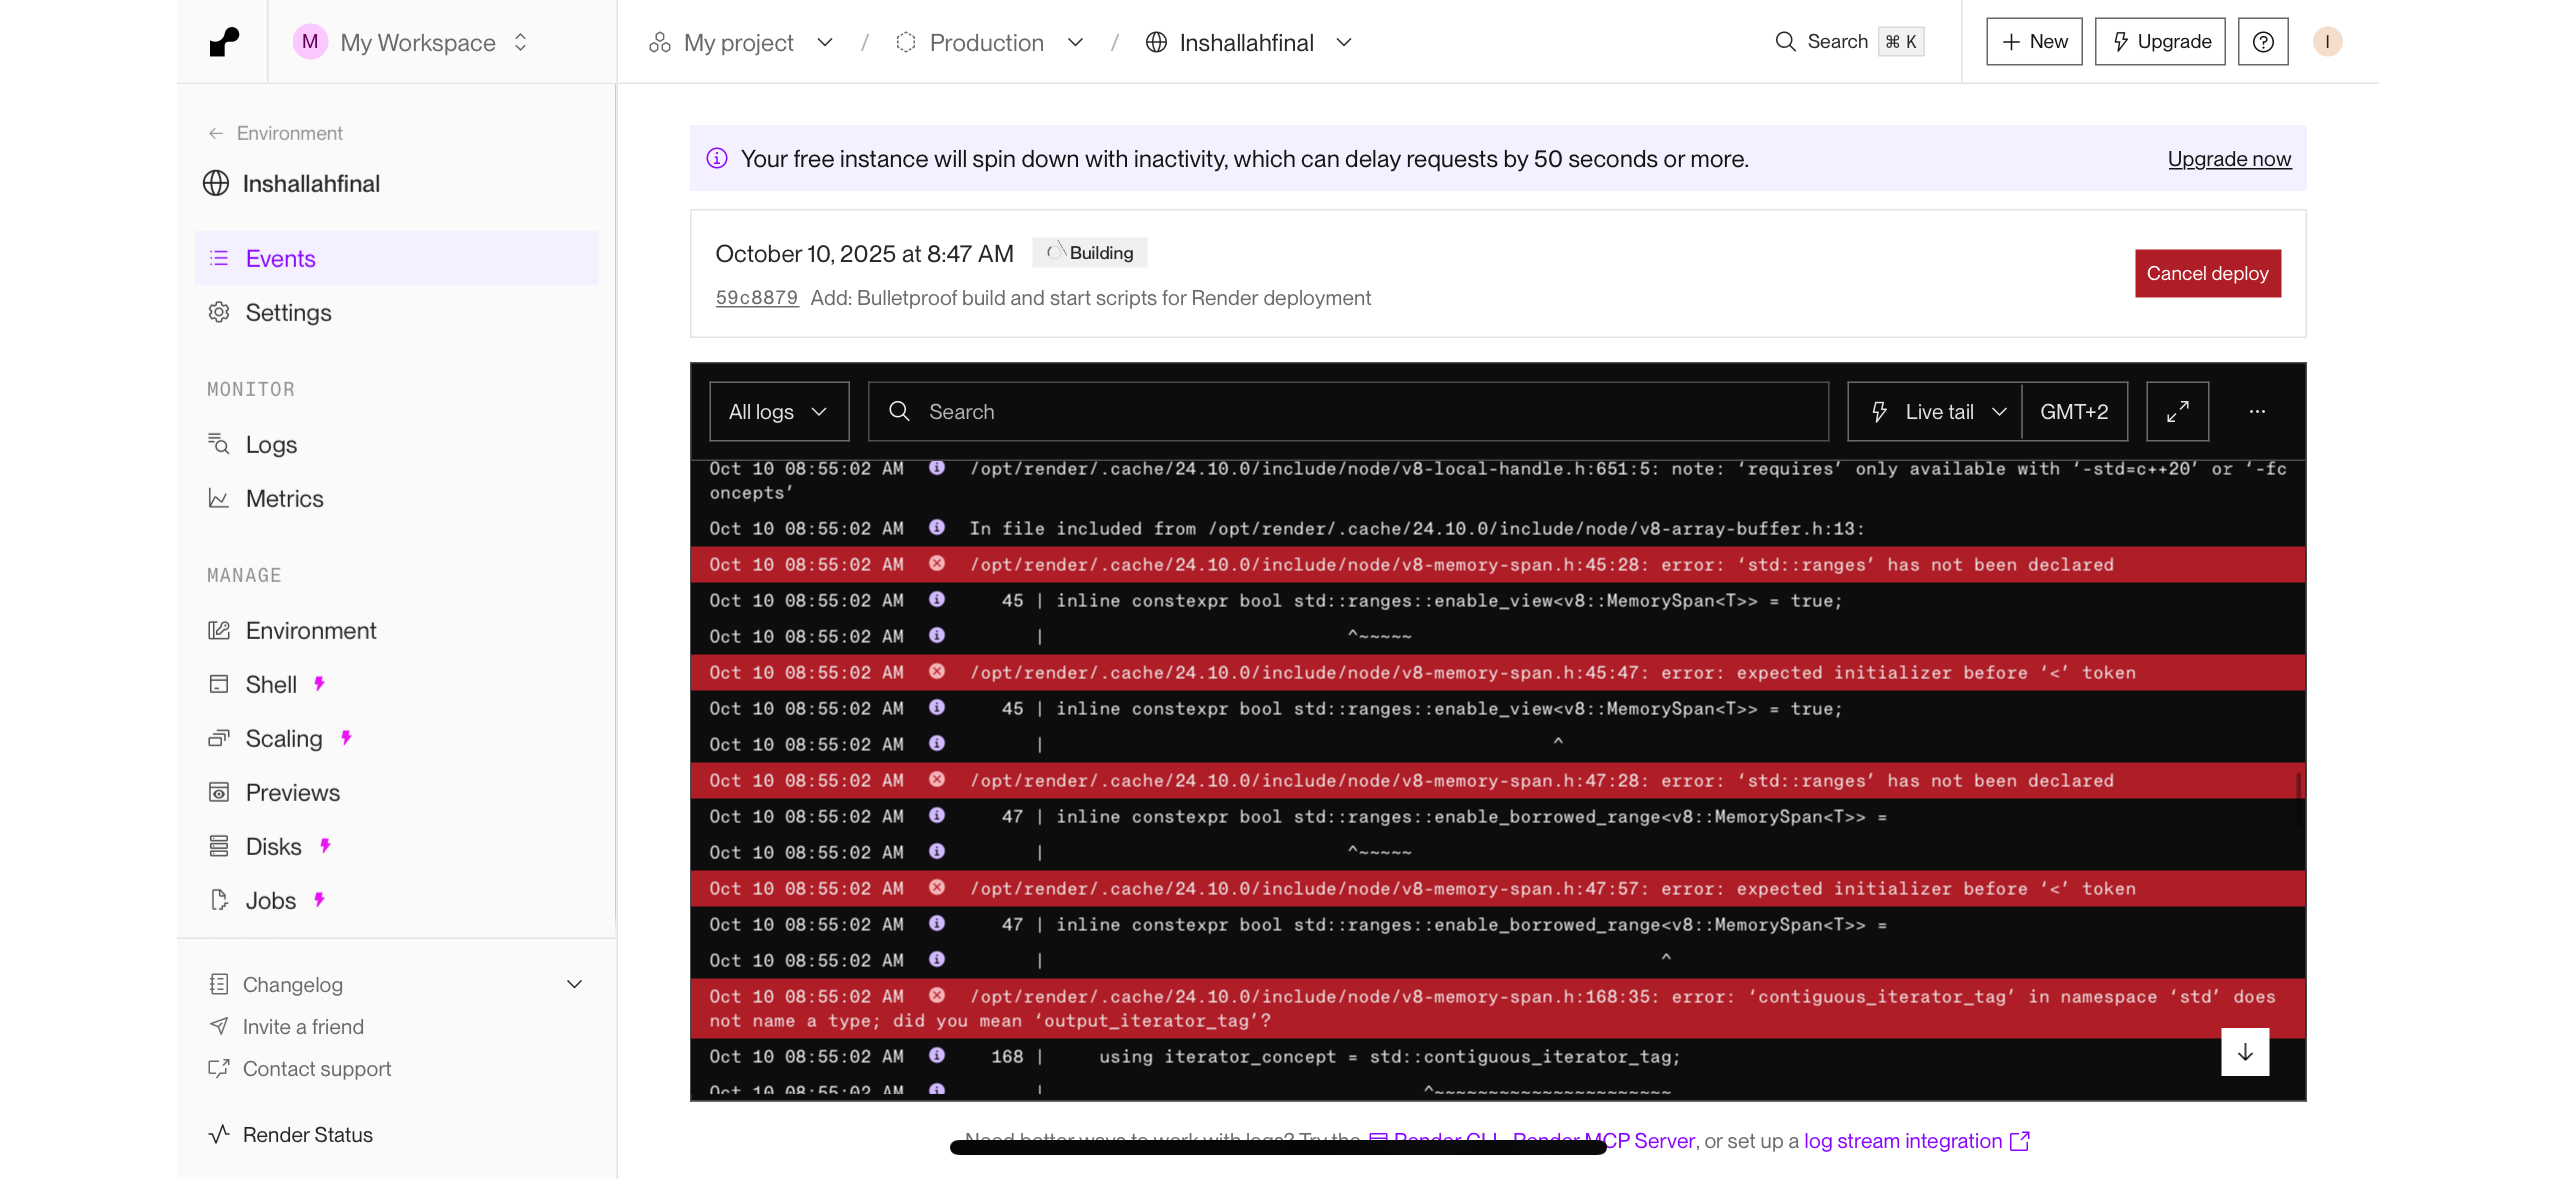 M My Workspace
My project / Production / Inshallahfinal
Search ⌘ K
+ New
Upgrade
I
← Environment
Inshallahfinal
Events
Settings
MONITOR
Logs
Metrics
MANAGE
Environment
Shell
Scaling
Previews
Disks
Jobs
Changelog
Invite a friend
Contact support
Render Status
Your free instance will spin down with inactivity, which can delay requests by 50 seconds or more.
Upgrade now
October 10, 2025 at 8:47 AM Building
59c8879 Add: Bulletproof build and start scripts for Render deployment
Cancel deploy
All logs
Search
Live tail
GMT+2
Oct 10 08:55:02 AM /opt/render/.cache/24.10.0/include/node/v8-local-handle.h:651:5: note: ‘requires’ only available with ‘-std=c++20’ or ‘-fc
oncepts’
Oct 10 08:55:02 AM In file included from /opt/render/.cache/24.10.0/include/node/v8-array-buffer.h:13:
Oct 10 08:55:02 AM /opt/render/.cache/24.10.0/include/node/v8-memory-span.h:45:28: error: ‘std::ranges’ has not been declared
Oct 10 08:55:02 AM 45 | inline constexpr bool std::ranges::enable_view<v8::MemorySpan<T>> = true;
Oct 10 08:55:02 AM | ^~~~~~
Oct 10 08:55:02 AM /opt/render/.cache/24.10.0/include/node/v8-memory-span.h:45:47: error: expected initializer before ‘<’ token
Oct 10 08:55:02 AM 45 | inline constexpr bool std::ranges::enable_view<v8::MemorySpan<T>> = true;
Oct 10 08:55:02 AM | ^
Oct 10 08:55:02 AM /opt/render/.cache/24.10.0/include/node/v8-memory-span.h:47:28: error: ‘std::ranges’ has not been declared
Oct 10 08:55:02 AM 47 | inline constexpr bool std::ranges::enable_borrowed_range<v8::MemorySpan<T>> =
Oct 10 08:55:02 AM | ^~~~~~
Oct 10 08:55:02 AM /opt/render/.cache/24.10.0/include/node/v8-memory-span.h:47:57: error: expected initializer before ‘<’ token
Oct 10 08:55:02 AM 47 | inline constexpr bool std::ranges::enable_borrowed_range<v8::MemorySpan<T>> =
Oct 10 08:55:02 AM | ^
Oct 10 08:55:02 AM /opt/render/.cache/24.10.0/include/node/v8-memory-span.h:168:35: error: ‘contiguous_iterator_tag’ in namespace ‘std’ does
not name a type; did you mean ‘output_iterator_tag’?
Oct 10 08:55:02 AM 168 | using iterator_concept = std::contiguous_iterator_tag;
Oct 10 08:55:02 AM | ^~~~~~~~~~~~~~~~~~~~~~~
Need better ways to work with logs? Try the Render CLI, Render MCP Server, or set up a log stream integration